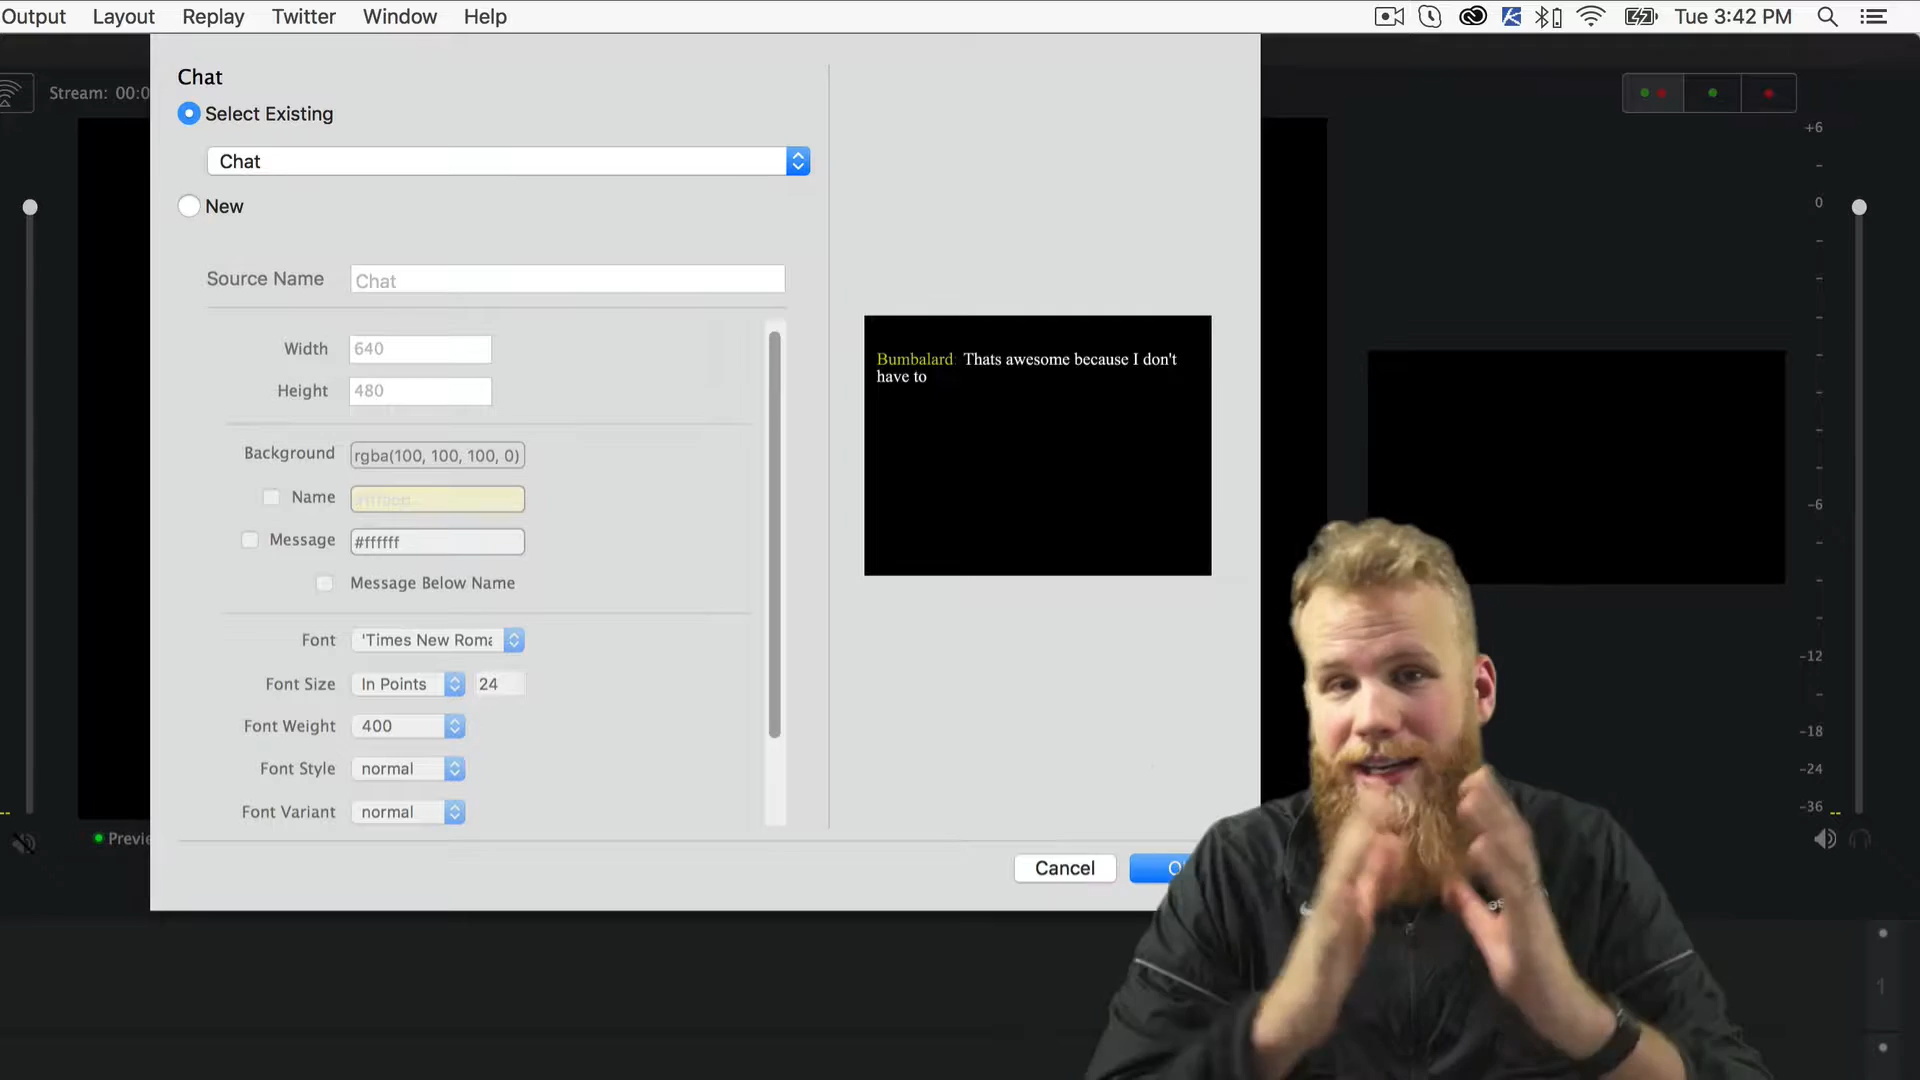 Output Layout Replay Twitter Window Help Tue 3:42 PM
Chat
Stream: 00:0
Select Existing
Chat
New
Source Name Chat
Width 640
Height 480
Background rgba(100, 100, 100, 0)
Name
Message #ffffff
Message Below Name
Font 'Times New Roma
Font Size In Points 24
Font Weight 400
Font Style normal
Font Variant normal
Bumbalard: Thats awesome because I don't
have to
Cancel
Previe
+6
0
-6
-12
-18
-24
-36
1